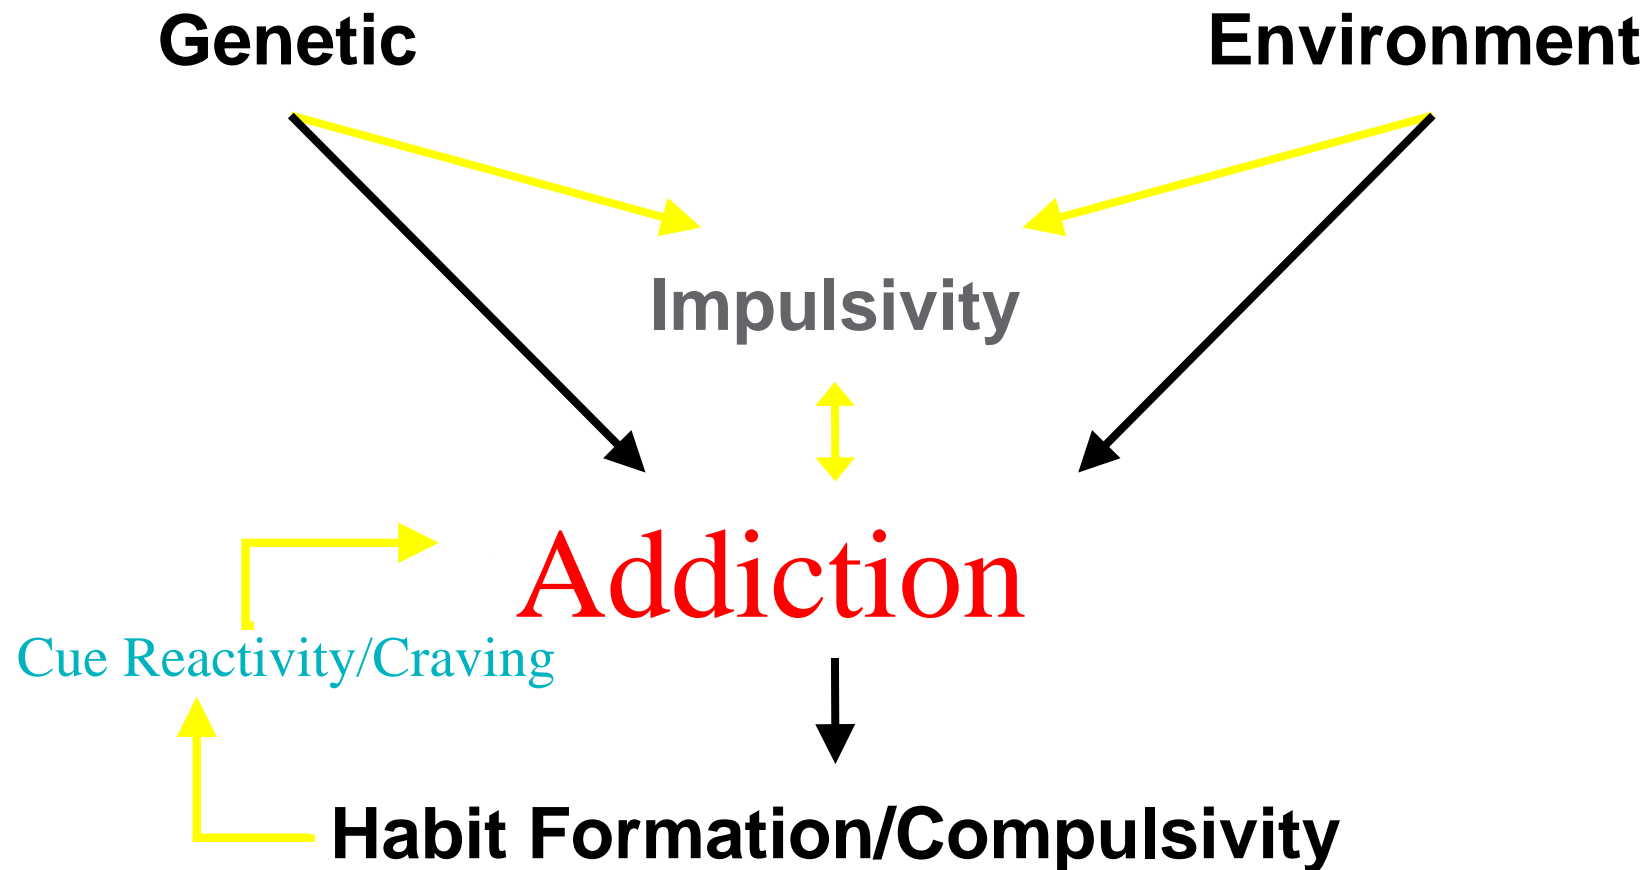 Genetic
Environment
Impulsivity
Addiction
Cue Reactivity/Craving
Habit Formation/Compulsivity